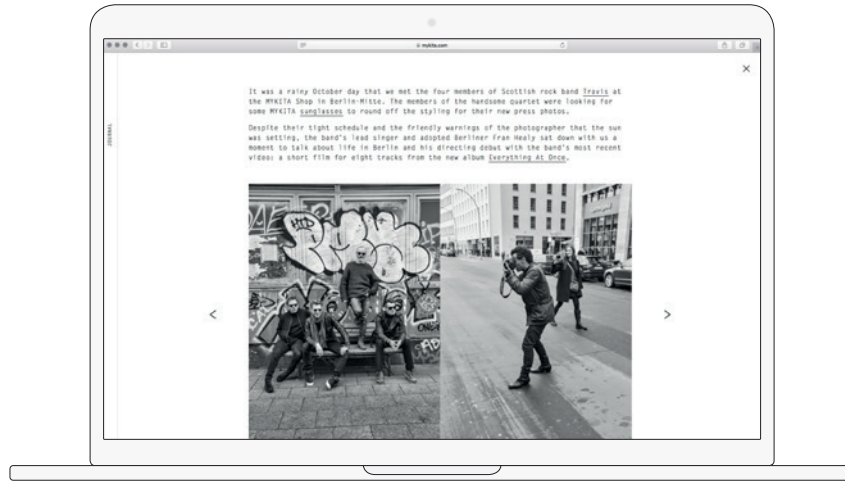 mykita.com
JOURNAL
It was a rainy October day that we met the four members of Scottish rock band Travis at
the MYKITA Shop in Berlin-Mitte. The members of the handsome quartet were looking for
some MYKITA sunglasses to round off the styling for their new press photos.
Despite their tight schedule and the friendly warnings of the photographer that the sun
was setting, the band's lead singer and adopted Berliner Fran Healy sat down with us a
moment to talk about life in Berlin and his directing debut with the band's most recent
video: a short film for eight tracks from the new album Everything At Once.